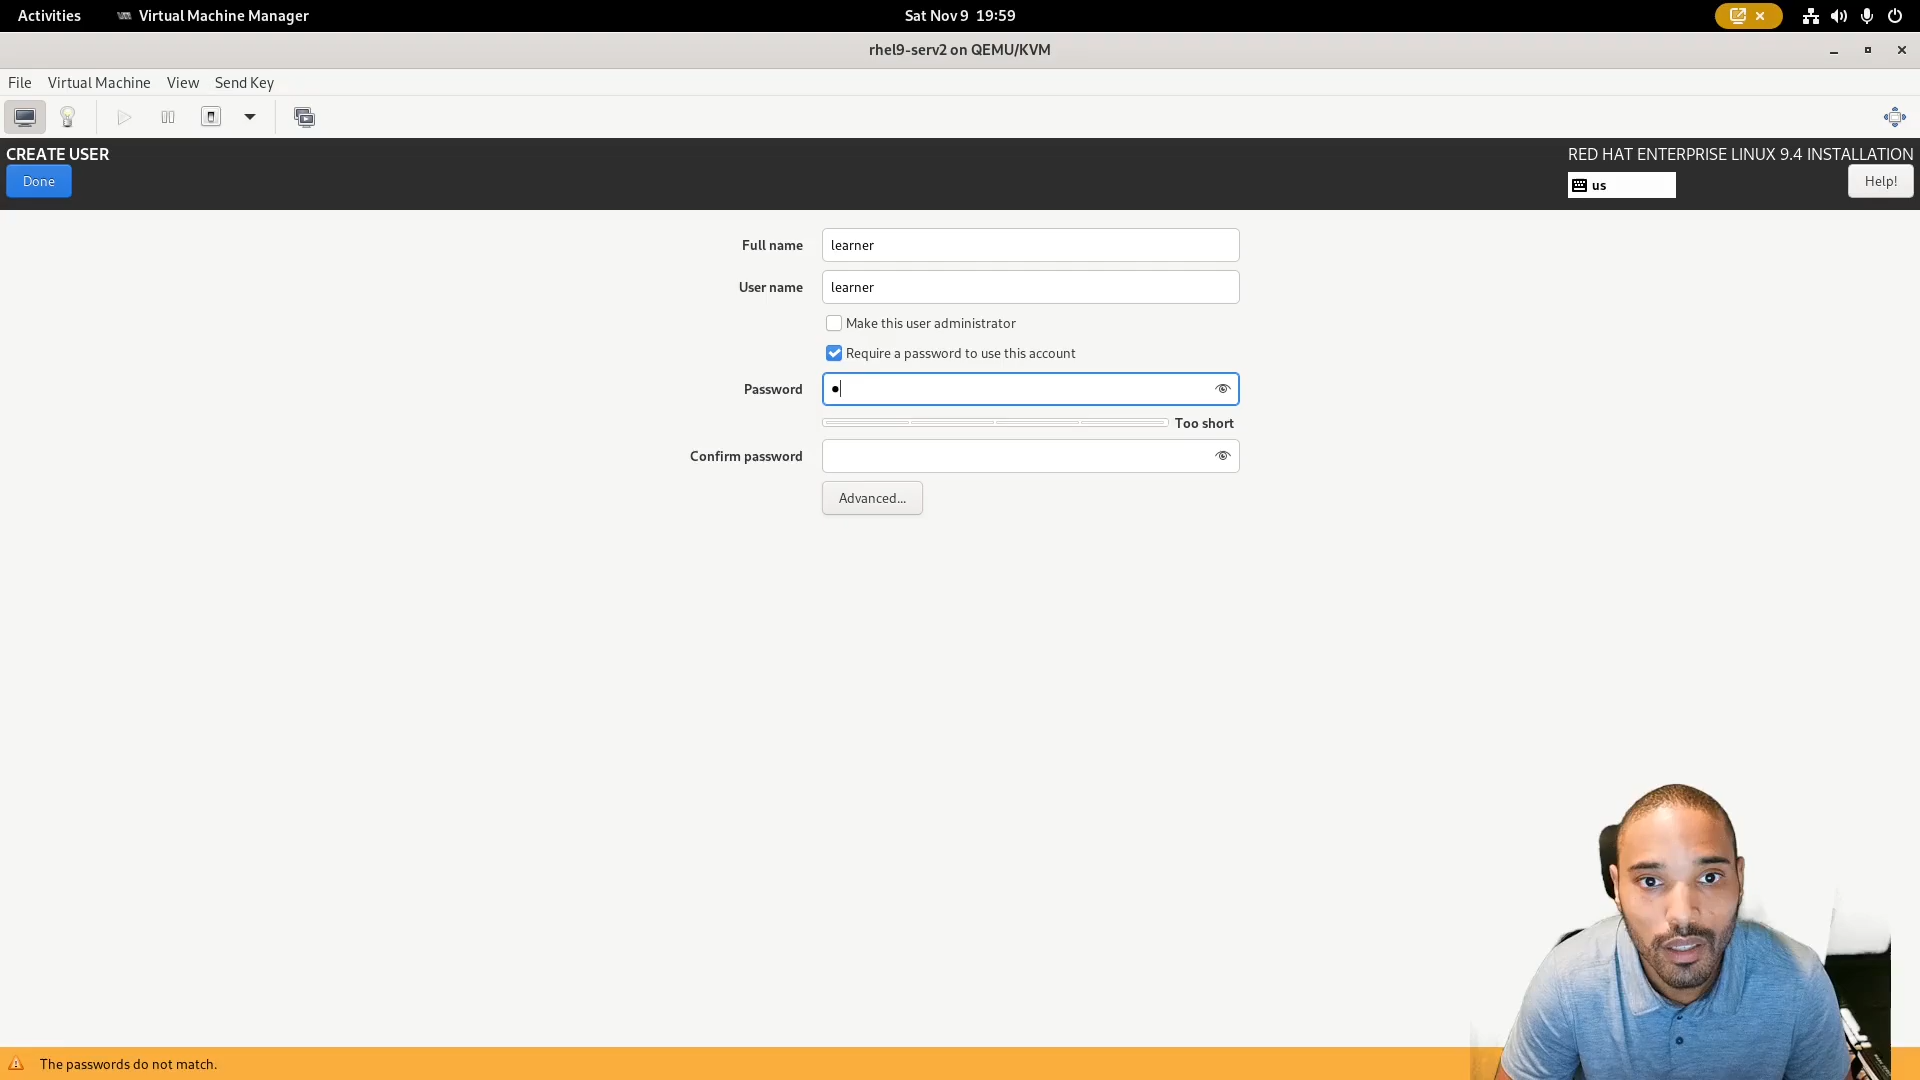 Activities Virtual Machine Manager Sat Nov 9 19:59
rhel9-serv2 on QEMU/KVM
File Virtual Machine View Send Key
CREATE USER RED HAT ENTERPRISE LINUX 9.4 INSTALLATION
Done us Help!
Full name learner
User name learner
Make this user administrator
Require a password to use this account
Password
Too short
Confirm password
Advanced...
The passwords do not match.